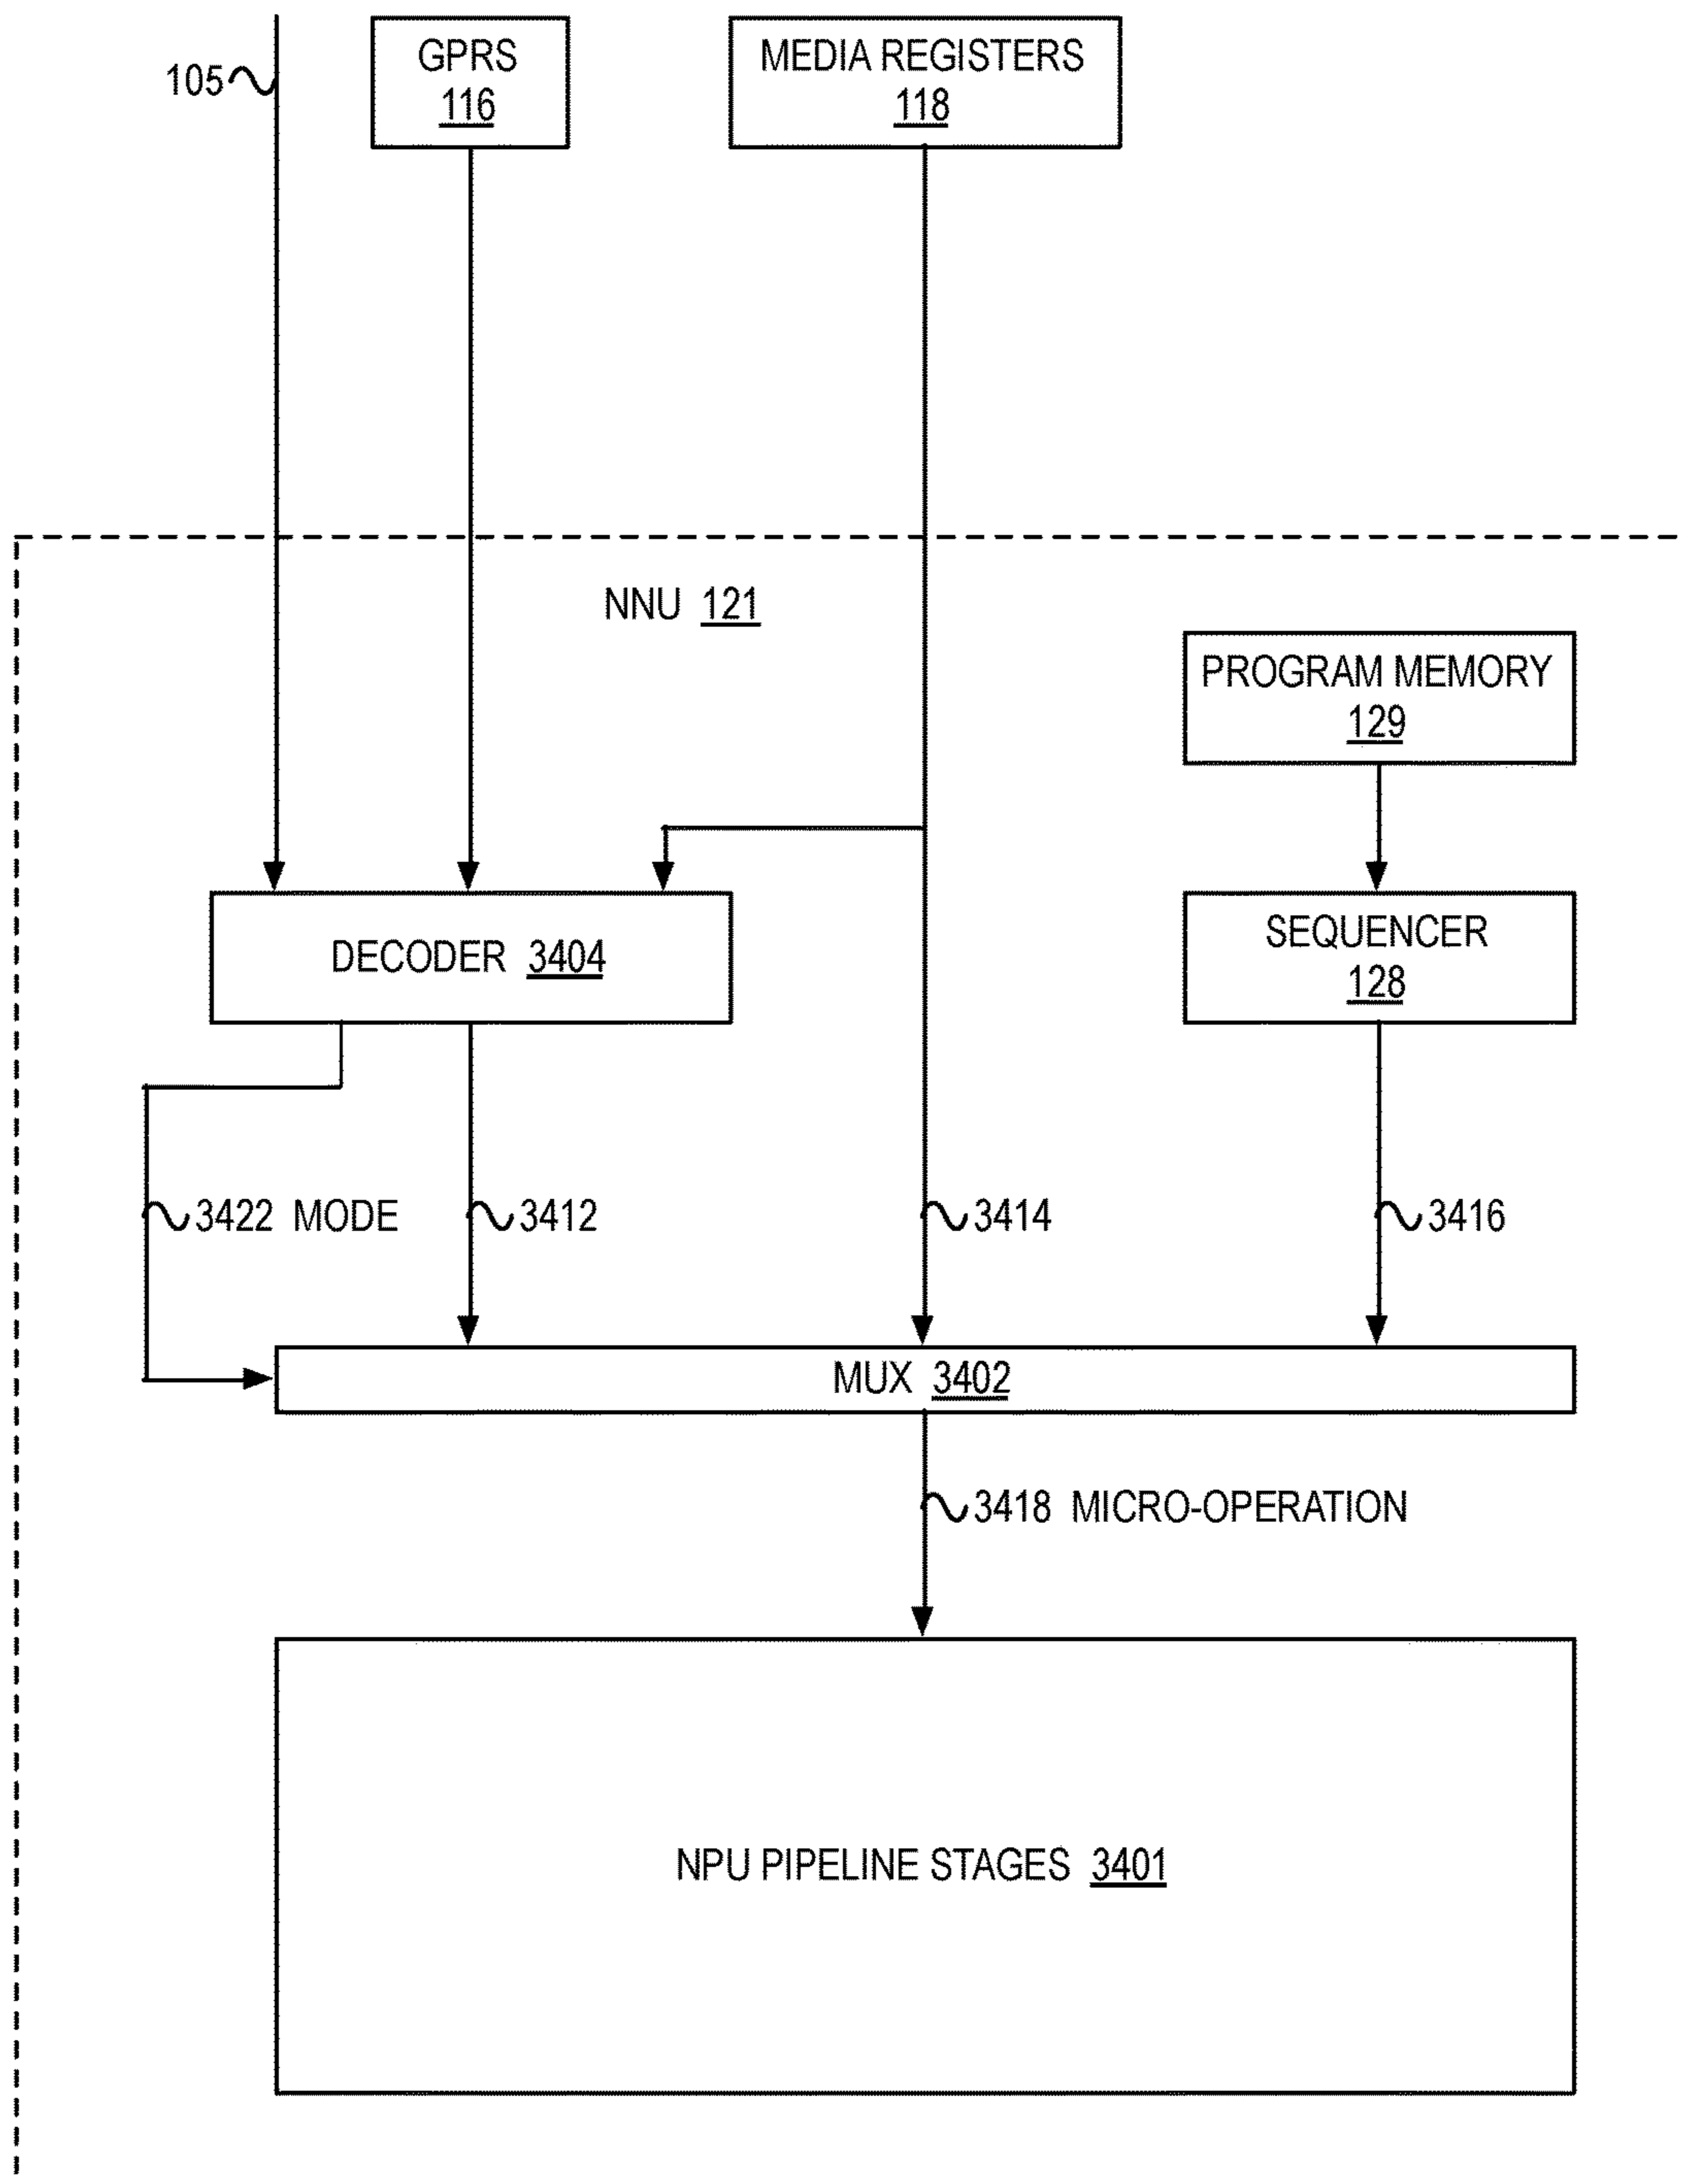 105
GPRS
116
MEDIA REGISTERS
118
NNU 121
PROGRAM MEMORY
129
DECODER 3404
SEQUENCER
128
3422 MODE
3412
3414
3416
MUX 3402
3418 MICRO-OPERATION
NPU PIPELINE STAGES 3401